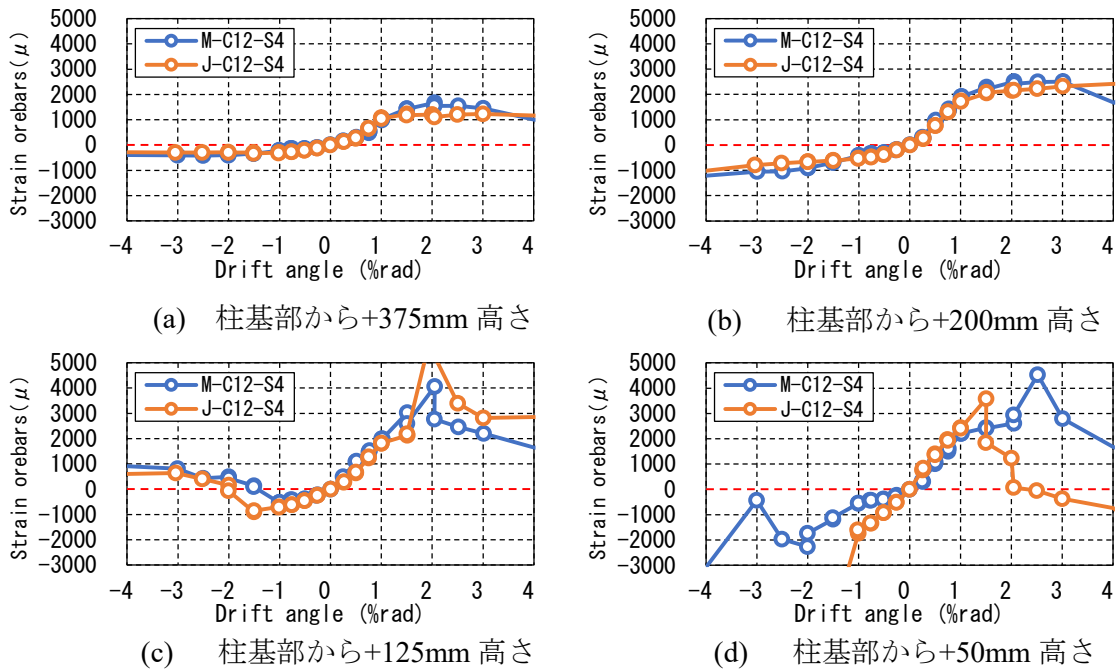 5000
4000
3000
2000
1000
0
-1000
-2000
-3000
Strain orebars(μ)
M-C12-S4
J-C12-S4
-4 -3 -2 -1 0 1 2 3 4
Drift angle (%rad)
(a) 柱基部から+375mm 高さ
5000
4000
3000
2000
1000
0
-1000
-2000
-3000
Strain orebars(μ)
M-C12-S4
J-C12-S4
-4 -3 -2 -1 0 1 2 3 4
Drift angle (%rad)
(b) 柱基部から+200mm 高さ
5000
4000
3000
2000
1000
0
-1000
-2000
-3000
Strain orebars(μ)
M-C12-S4
J-C12-S4
-4 -3 -2 -1 0 1 2 3 4
Drift angle (%rad)
(c) 柱基部から+125mm 高さ
5000
4000
3000
2000
1000
0
-1000
-2000
-3000
Strain orebars(μ)
M-C12-S4
J-C12-S4
-4 -3 -2 -1 0 1 2 3 4
Drift angle (%rad)
(d) 柱基部から+50mm 高さ